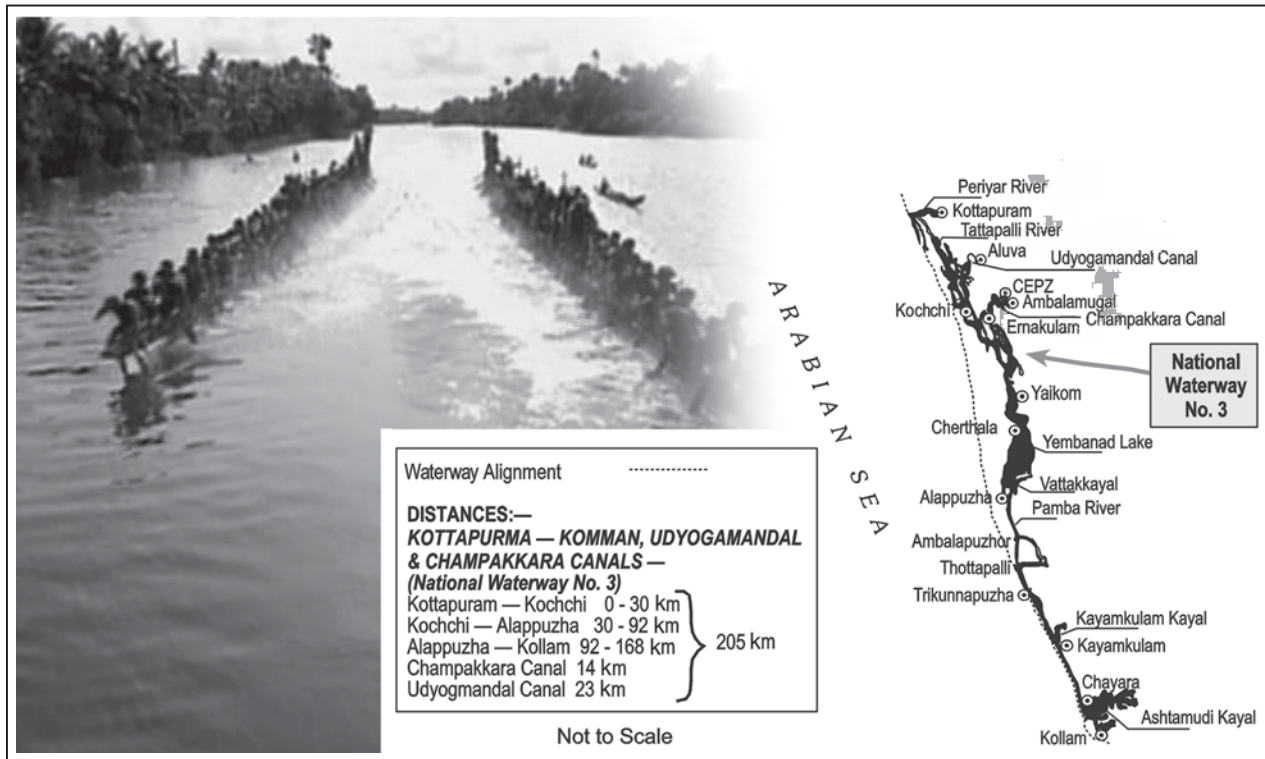 Periyar River
Kottapuram
Tattapalli River
Aluva
Udyogamandal Canal
CEPZ
Ambalamugal
Kochchi
Champakkara Canal
Ernakulam
ARABIAN SEA
National
Waterway
No. 3
Yaikom
Cherthala
Yembanad Lake
Vattakkayal
Alappuzha
Pamba River
Ambalapuzhor
Thottapalli
Trikunnapuzha
Kayamkulam Kayal
Kayamkulam
Chayara
Ashtamudi Kayal
Kollam
Waterway Alignment
DISTANCES:—
KOTTAPURMA — KOMMAN, UDYOGAMANDAL
& CHAMPAKKARA CANALS —
(National Waterway No. 3)
Kottapuram — Kochchi 0 - 30 km
Kochchi — Alappuzha 30 - 92 km
Alappuzha — Kollam 92 - 168 km
Champakkara Canal 14 km
Udyogmandal Canal 23 km
205 km
Not to Scale